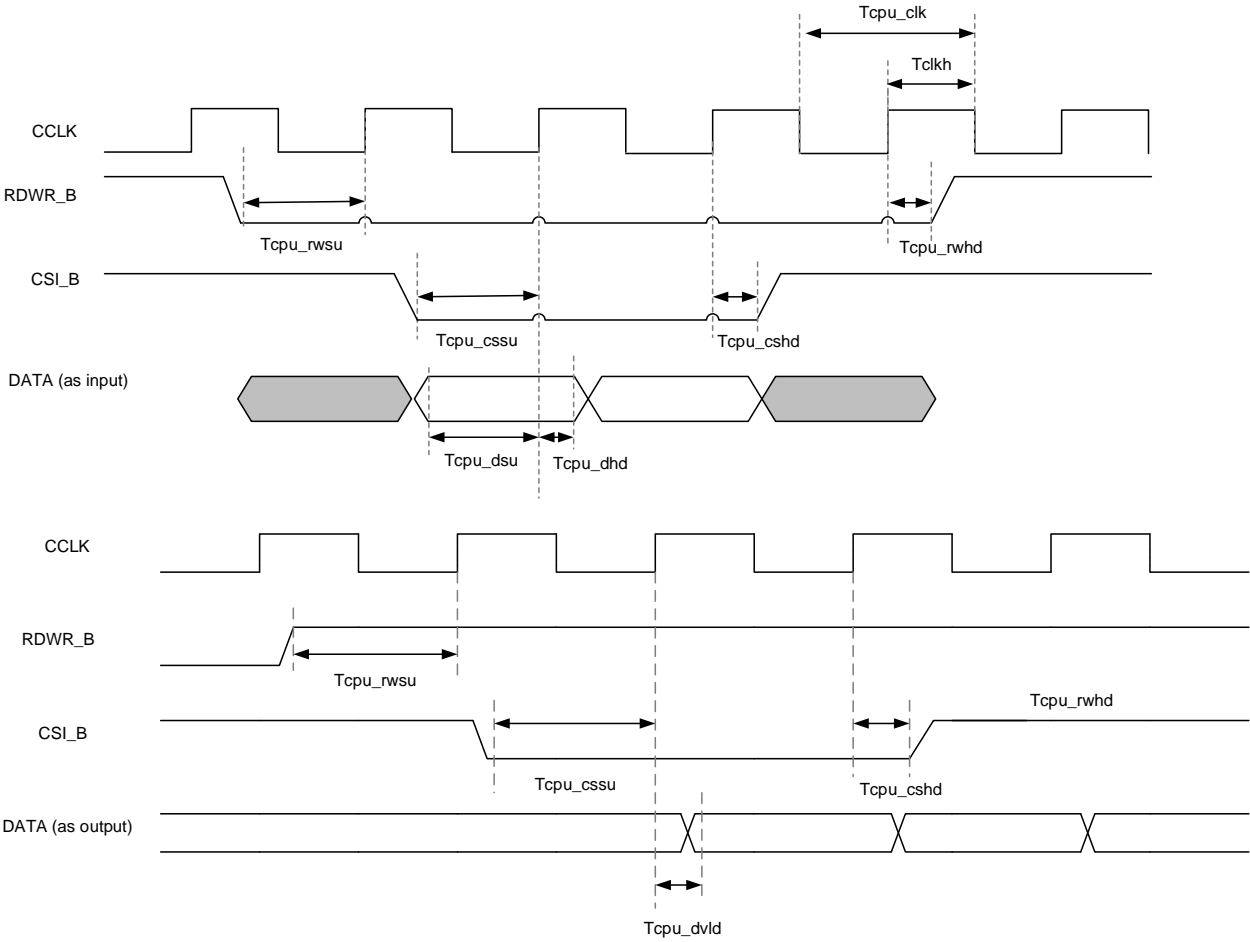 Tcpu_clk
Tclkh
CCLK
RDWR_B
Tcpu_rwsu
Tcpu_rwhd
CSI_B
Tcpu_cssu
Tcpu_cshd
DATA (as input)
Tcpu_dsu
Tcpu_dhd
CCLK
RDWR_B
Tcpu_rwsu
Tcpu_rwhd
CSI_B
Tcpu_cssu
Tcpu_cshd
DATA (as output)
Tcpu_dvld